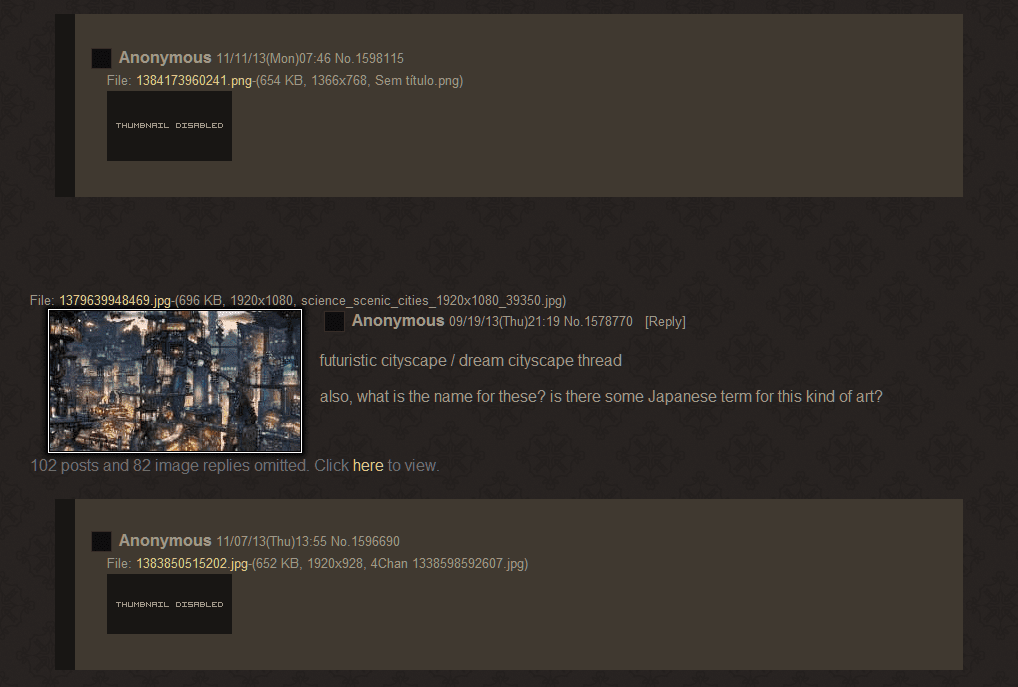 Anonymous 11/11/13(Mon)07:46 No.1598115
File: 1384173960241.png-(654 KB, 1366x768, Sem título.png)
THUMBNAIL DISABLED
File: 1379639948469.jpg-(696 KB, 1920x1080, science_scenic_cities_1920x1080_39350.jpg)
Anonymous 09/19/13(Thu)21:19 No.1578770 [Reply]
futuristic cityscape / dream cityscape thread
also, what is the name for these? is there some Japanese term for this kind of art?
102 posts and 82 image replies omitted. Click here to view.
Anonymous 11/07/13(Thu)13:55 No.1596690
File: 1383850515202.jpg-(652 KB, 1920x928, 4Chan 1338598592607.jpg)
THUMBNAIL DISABLED